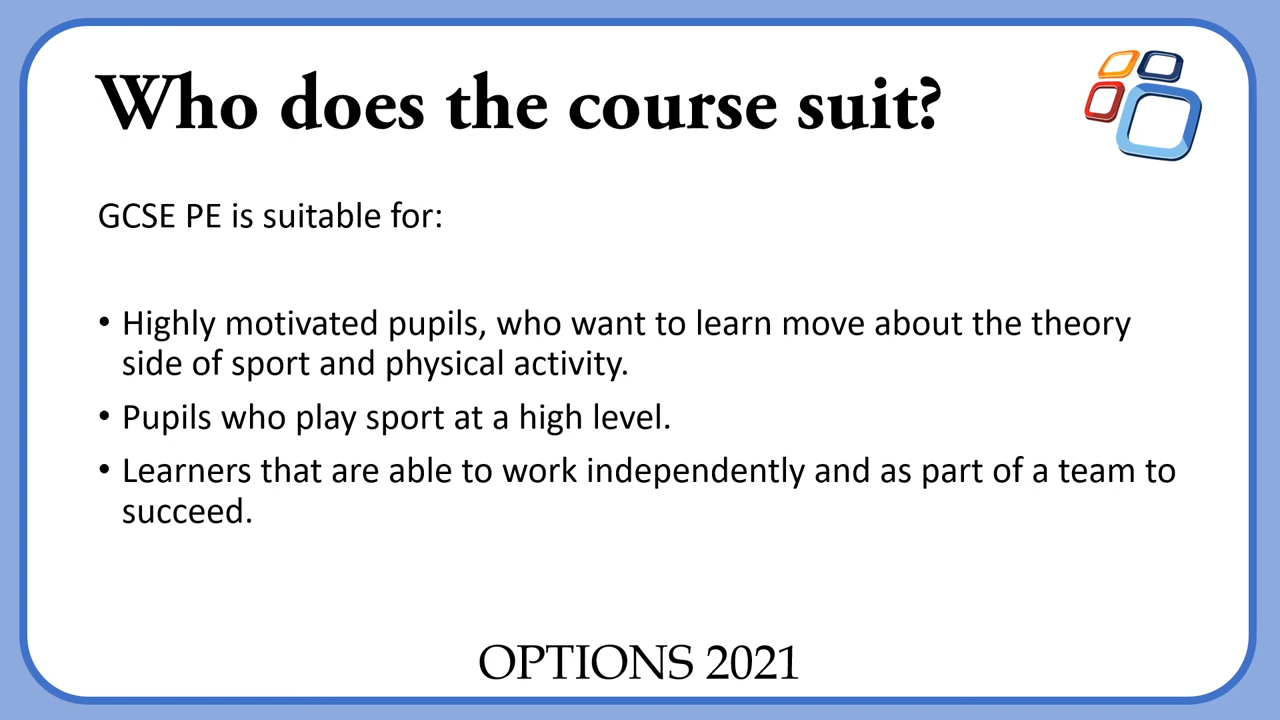 Who does the course suit?
GCSE PE is suitable for:
• Highly motivated pupils, who want to learn move about the theory
side of sport and physical activity.
• Pupils who play sport at a high level.
• Learners that are able to work independently and as part of a team to
succeed.
OPTIONS 2021